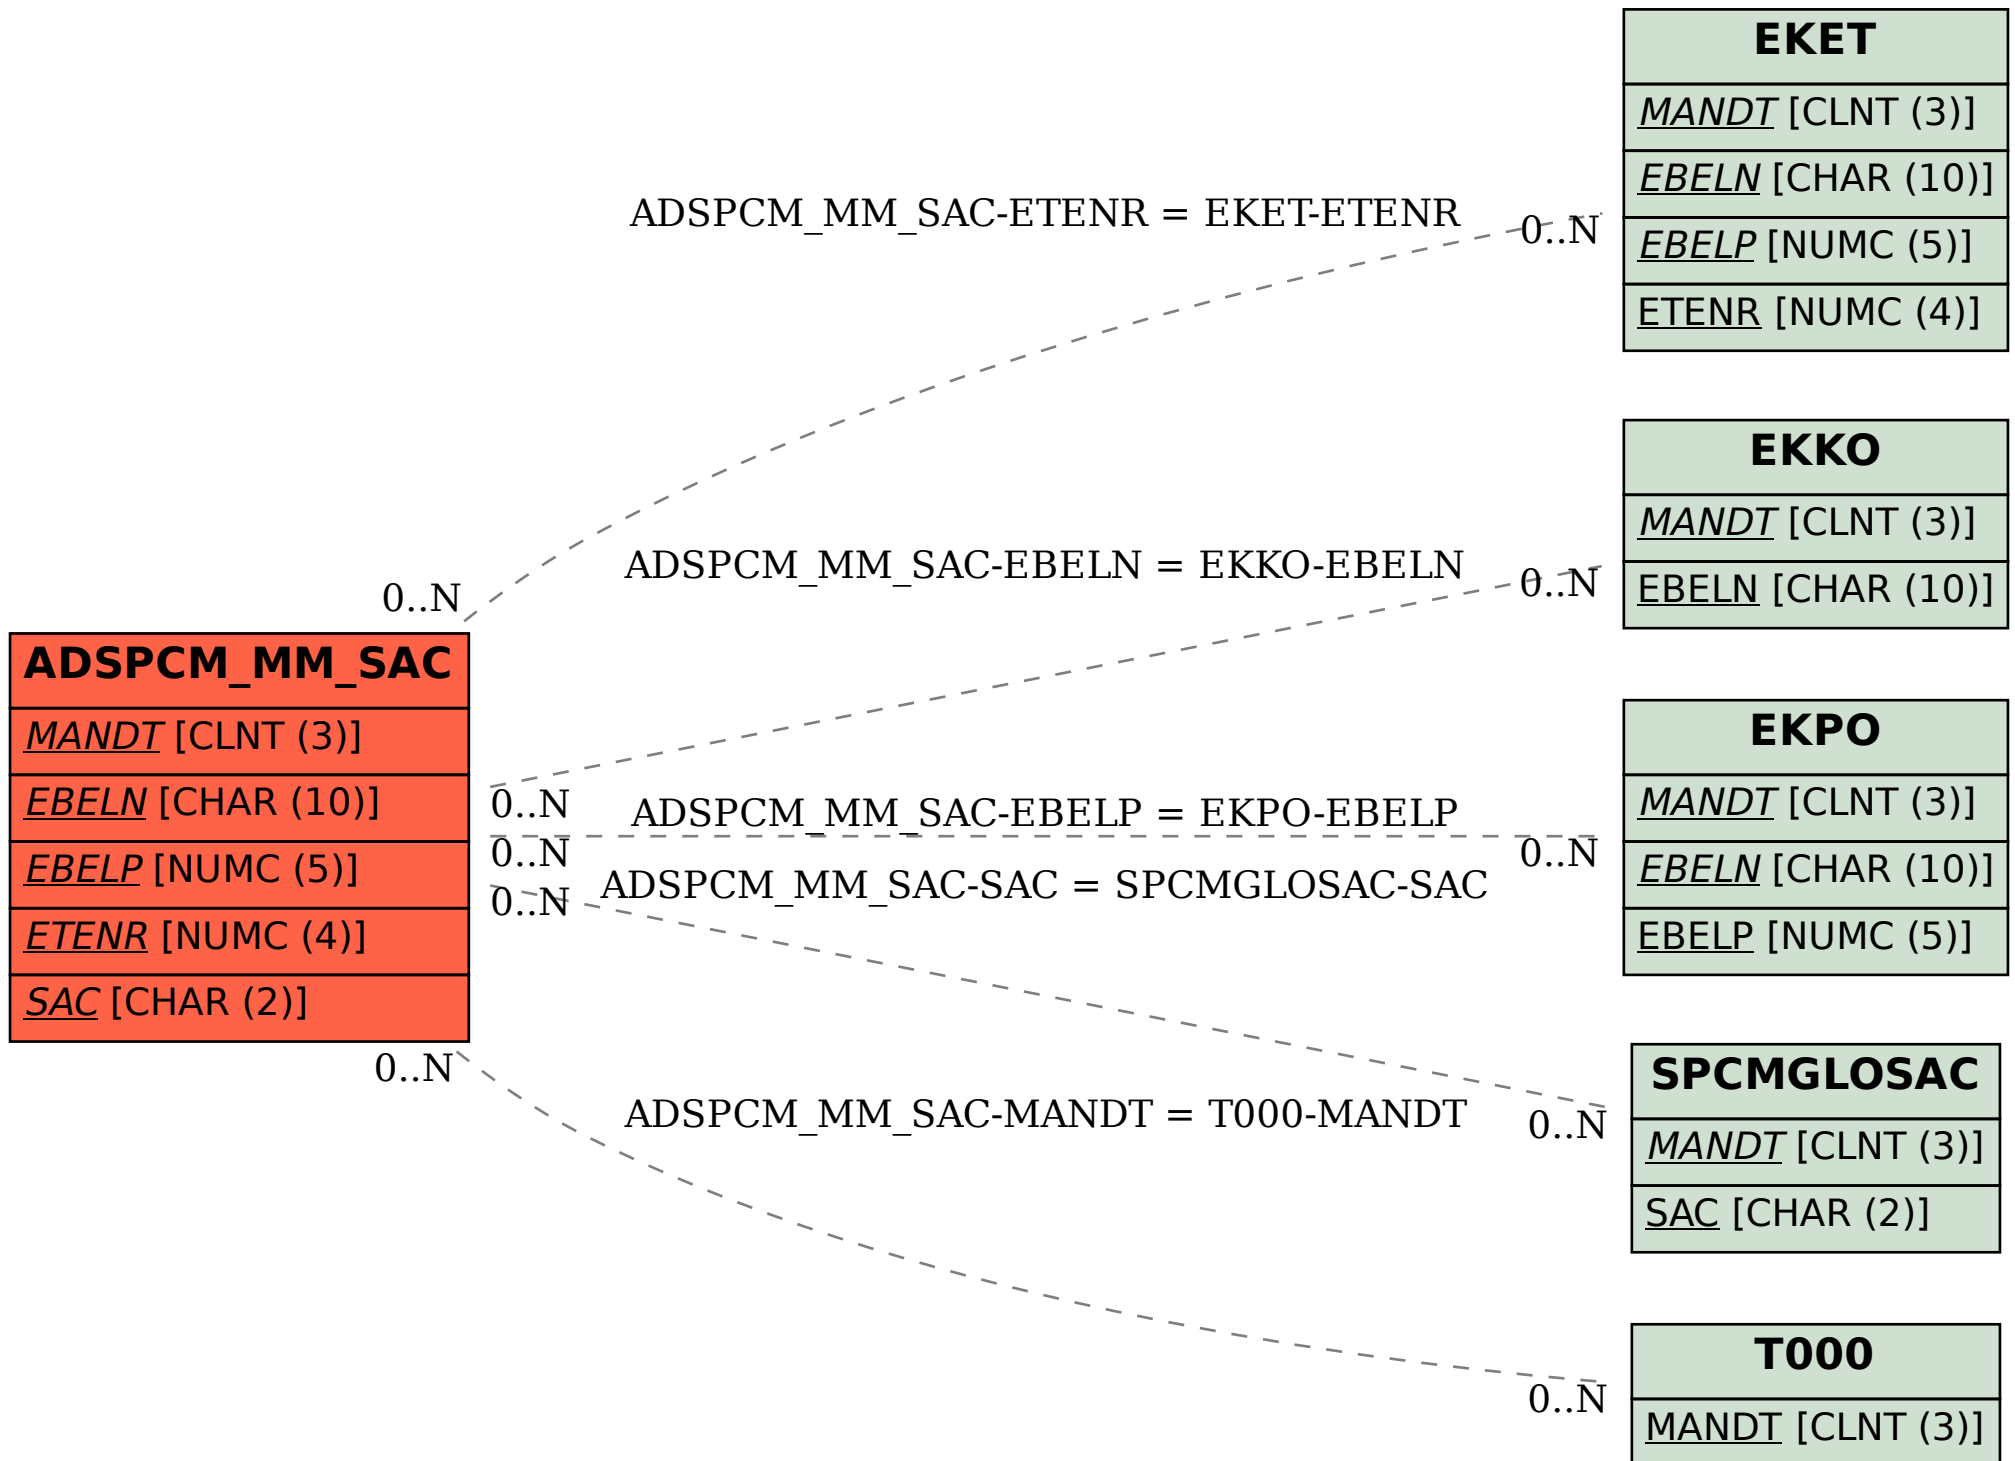 EKET
MANDT [CLNT (3)]
EBELN [CHAR (10)]
EBELP [NUMC (5)]
ETENR [NUMC (4)]
ADSPCM_MM_SAC-ETENR = EKET-ETENR
0..N
0..N
EKKO
MANDT [CLNT (3)]
EBELN [CHAR (10)]
ADSPCM_MM_SAC-EBELN = EKKO-EBELN
0..N
0..N
ADSPCM_MM_SAC
MANDT [CLNT (3)]
EBELN [CHAR (10)]
EBELP [NUMC (5)]
ETENR [NUMC (4)]
SAC [CHAR (2)]
EKPO
MANDT [CLNT (3)]
EBELN [CHAR (10)]
EBELP [NUMC (5)]
ADSPCM_MM_SAC-EBELP = EKPO-EBELP
0..N
0..N
ADSPCM_MM_SAC-SAC = SPCMGLOSAC-SAC
0..N
0..N
SPCMGLOSAC
MANDT [CLNT (3)]
SAC [CHAR (2)]
ADSPCM_MM_SAC-MANDT = T000-MANDT
0..N
0..N
T000
MANDT [CLNT (3)]